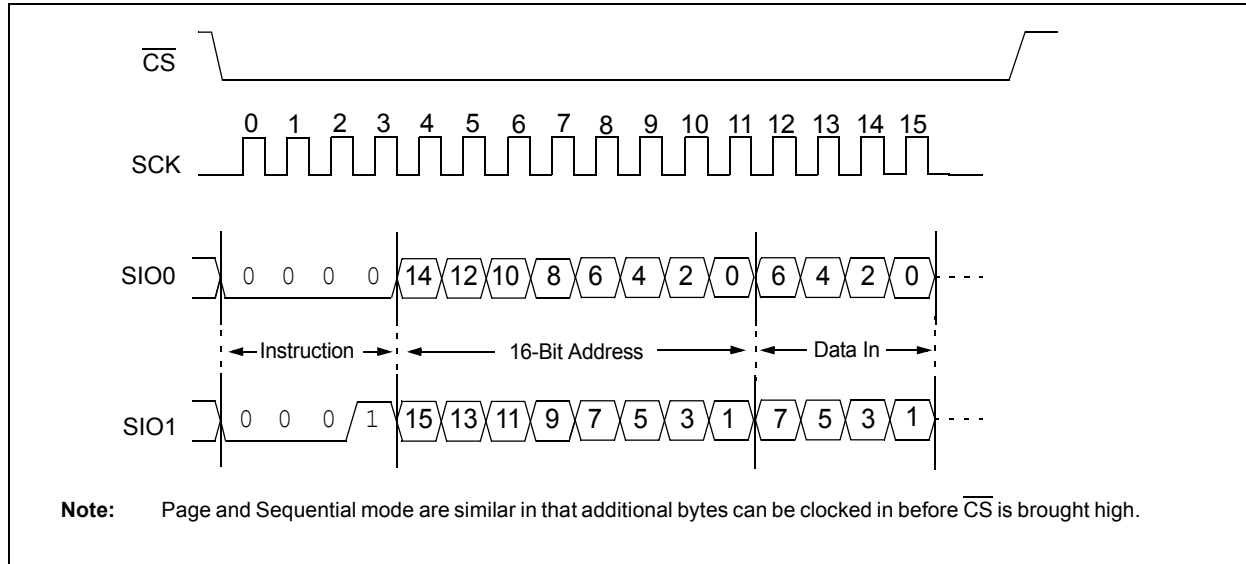 CS
0 1 2 3 4 5 6 7 8 9 10 11 12 13 14 15
SCK
SIO0 0 0 0 0 14 12 10 8 6 4 2 0 6 4 2 0
Instruction 16-Bit Address Data In
SIO1 0 0 0 1 15 13 11 9 7 5 3 1 7 5 3 1
Note: Page and Sequential mode are similar in that additional bytes can be clocked in before CS is brought high.